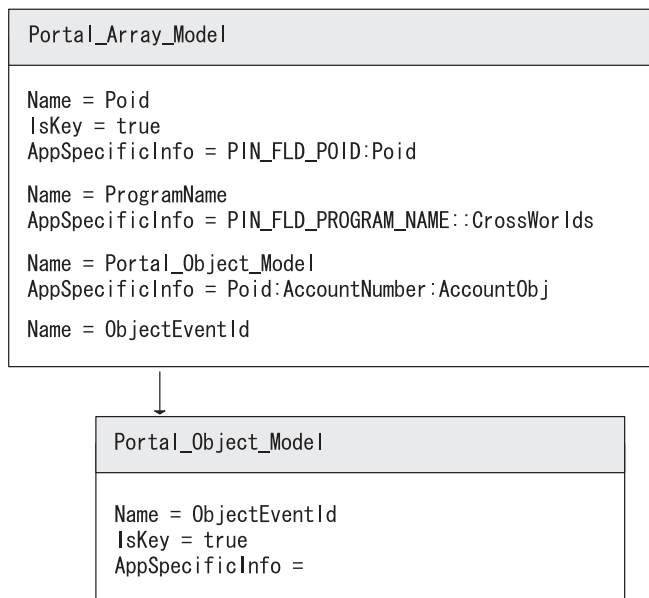 Portal_Array_Model
Name = Poid
IsKey = true
AppSpecificInfo = PIN_FLD_POID:Poid
Name = ProgramName
AppSpecificInfo = PIN_FLD_PROGRAM_NAME::CrossWorlds
Name = Portal_Object_Model
AppSpecificInfo = Poid:AccountNumber:AccountObj
Name = ObjectEventId
Portal_Object_Model
Name = ObjectEventId
IsKey = true
AppSpecificInfo =